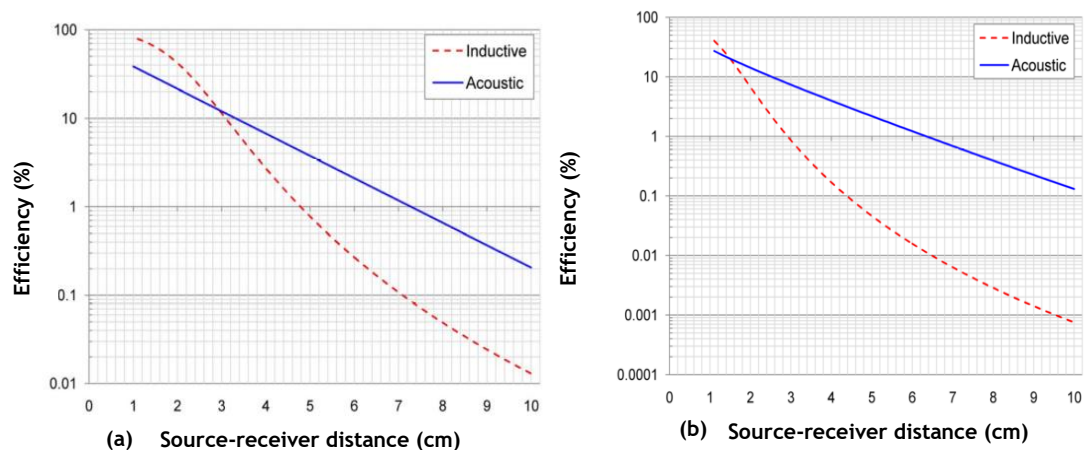 100
10
1
0.1
0.01
Efficiency (%)
Inductive
Acoustic
0 1 2 3 4 5 6 7 8 9 10
(a) Source-receiver distance (cm)
100
10
1
0.1
0.01
0.001
0.0001
Efficiency (%)
Inductive
Acoustic
0 1 2 3 4 5 6 7 8 9 10
(b) Source-receiver distance (cm)